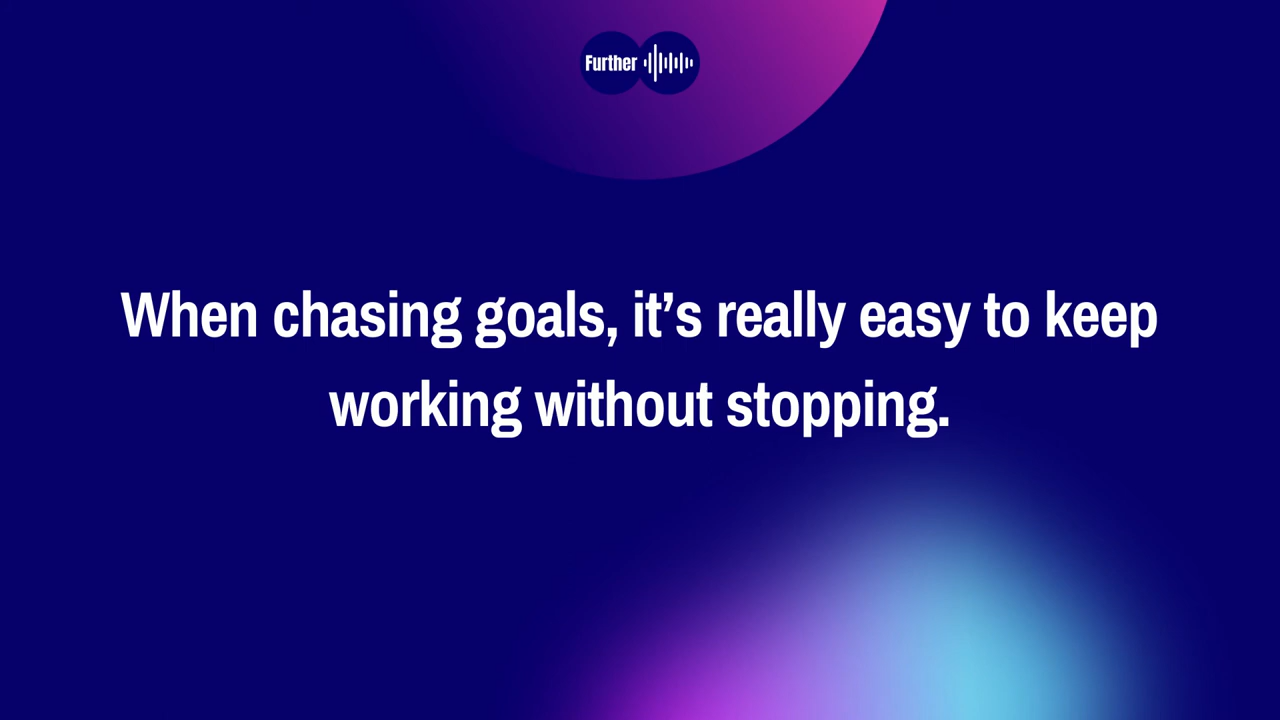 Further
When chasing goals, it’s really easy to keep
working without stopping.